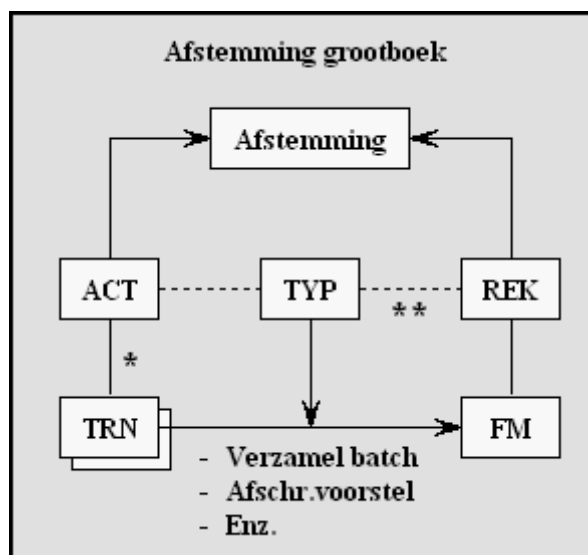 Afstemming grootboek
Afstemming
ACT
TYP
REK
*
**
TRN
FM
- Verzamel batch
- Afschr.voorstel
- Enz.